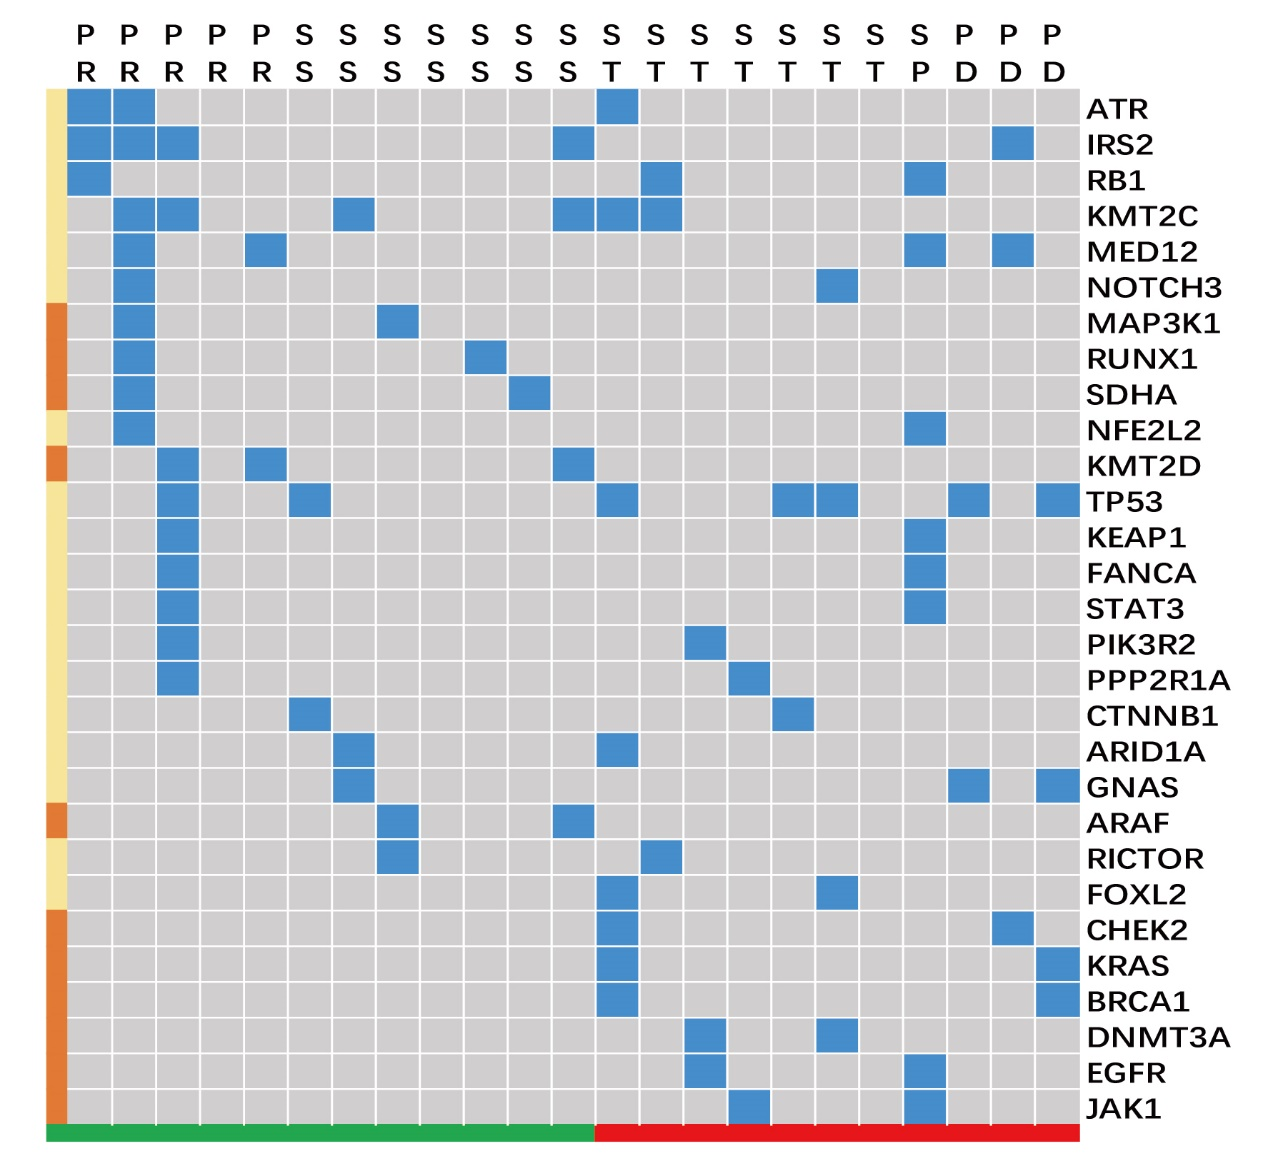 P P P P P S S S S S S S S S S S S S S S P P P
R R R R R S S S S S S S T T T T T T T P D D D
ATR
IRS2
RB1
KMT2C
MED12
NOTCH3
MAP3K1
RUNX1
SDHA
NFE2L2
KMT2D
TP53
KEAP1
FANCA
STAT3
PIK3R2
PPP2R1A
CTNNB1
ARID1A
GNAS
ARAF
RICTOR
FOXL2
CHEK2
KRAS
BRCA1
DNMT3A
EGFR
JAK1